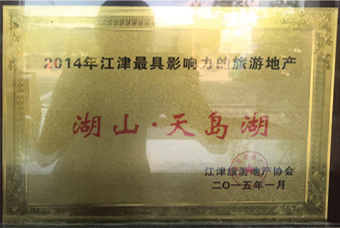 2014年江津最具影响力的旅游地产
湖山·天岛湖
江津旅游地产协会
二〇一五年一月